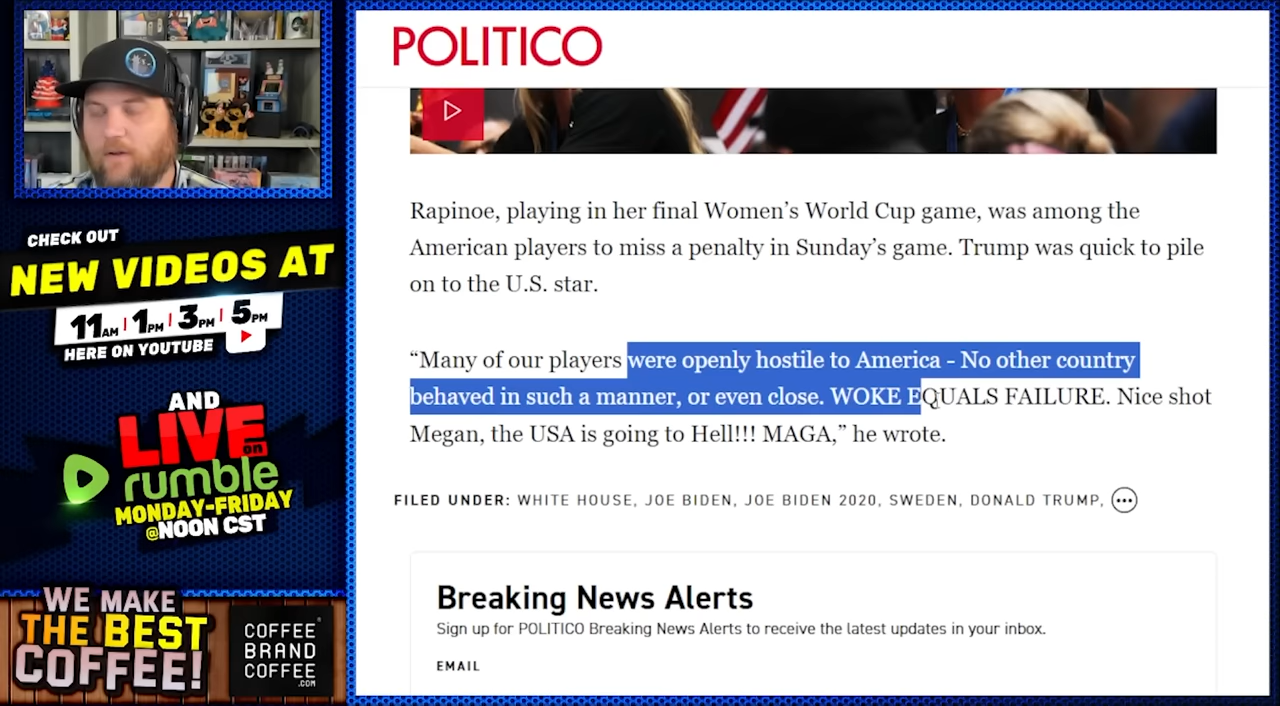 CHECK OUT
NEW VIDEOS AT
11AM | 1PM | 3PM | 5PM
HERE ON YOUTUBE
AND
LIVE on
rumble
MONDAY-FRIDAY
@NOON CST
WE MAKE
THE BEST
COFFEE!
COFFEE
BRAND
COFFEE
.COM
POLITICO
Rapinoe, playing in her final Women’s World Cup game, was among the
American players to miss a penalty in Sunday’s game. Trump was quick to pile
on to the U.S. star.
“Many of our players were openly hostile to America - No other country
behaved in such a manner, or even close. WOKE EQUALS FAILURE. Nice shot
Megan, the USA is going to Hell!!! MAGA,” he wrote.
FILED UNDER: WHITE HOUSE, JOE BIDEN, JOE BIDEN 2020, SWEDEN, DONALD TRUMP,
Breaking News Alerts
Sign up for POLITICO Breaking News Alerts to receive the latest updates in your inbox.
EMAIL